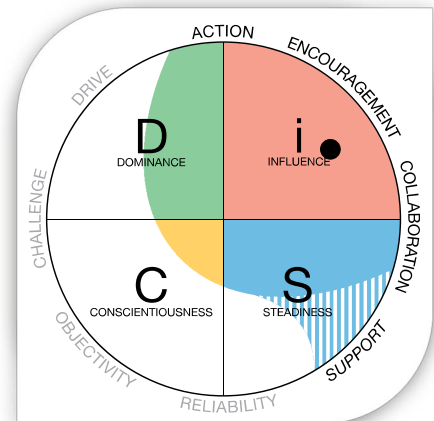 ACTION
ENCOURAGEMENT
DRIVE
D
DOMINANCE
i
INFLUENCE
CHALLENGE
COLLABORATION
C
CONSCIENTIOUSNESS
S
STEADINESS
OBJECTIVITY
SUPPORT
RELIABILITY